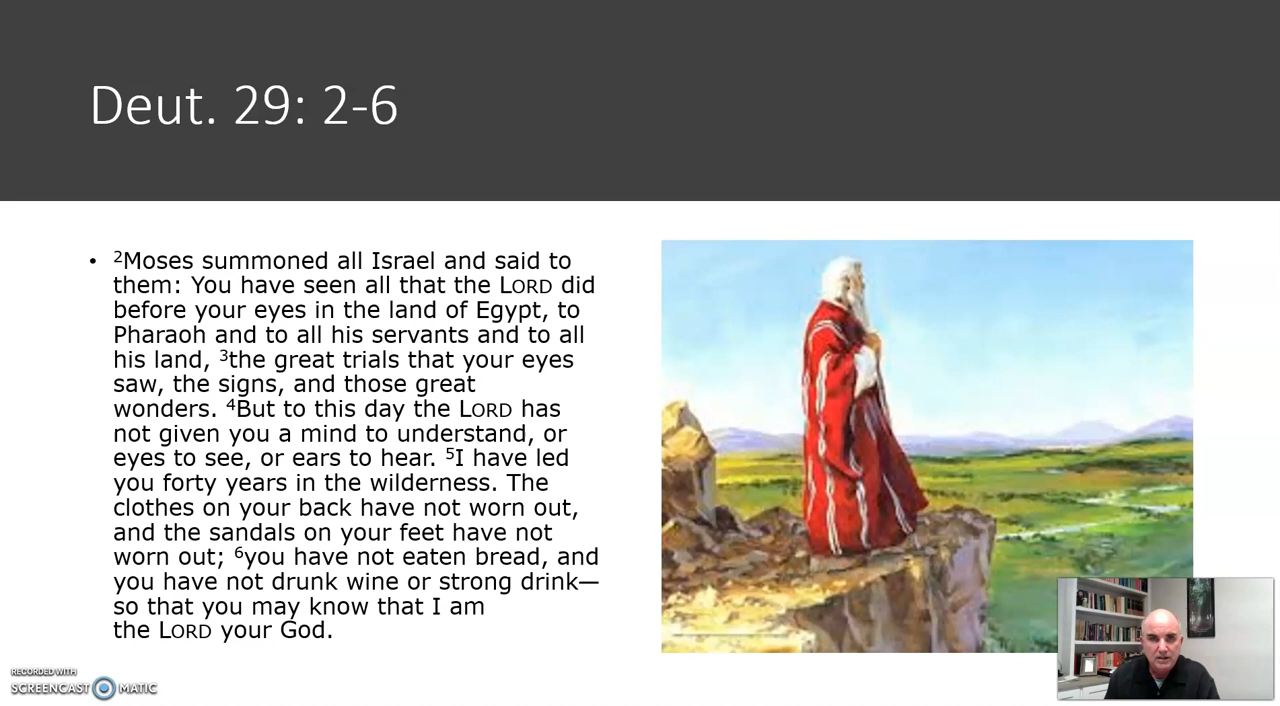 Deut. 29: 2-6
• ²Moses summoned all Israel and said to
them: You have seen all that the LORD did
before your eyes in the land of Egypt, to
Pharaoh and to all his servants and to all
his land, ³the great trials that your eyes
saw, the signs, and those great
wonders. ⁴But to this day the LORD has
not given you a mind to understand, or
eyes to see, or ears to hear. ⁵I have led
you forty years in the wilderness. The
clothes on your back have not worn out,
and the sandals on your feet have not
worn out; ⁶you have not eaten bread, and
you have not drunk wine or strong drink—
so that you may know that I am
the LORD your God.
RECORDED WITH
SCREENCAST MATIC